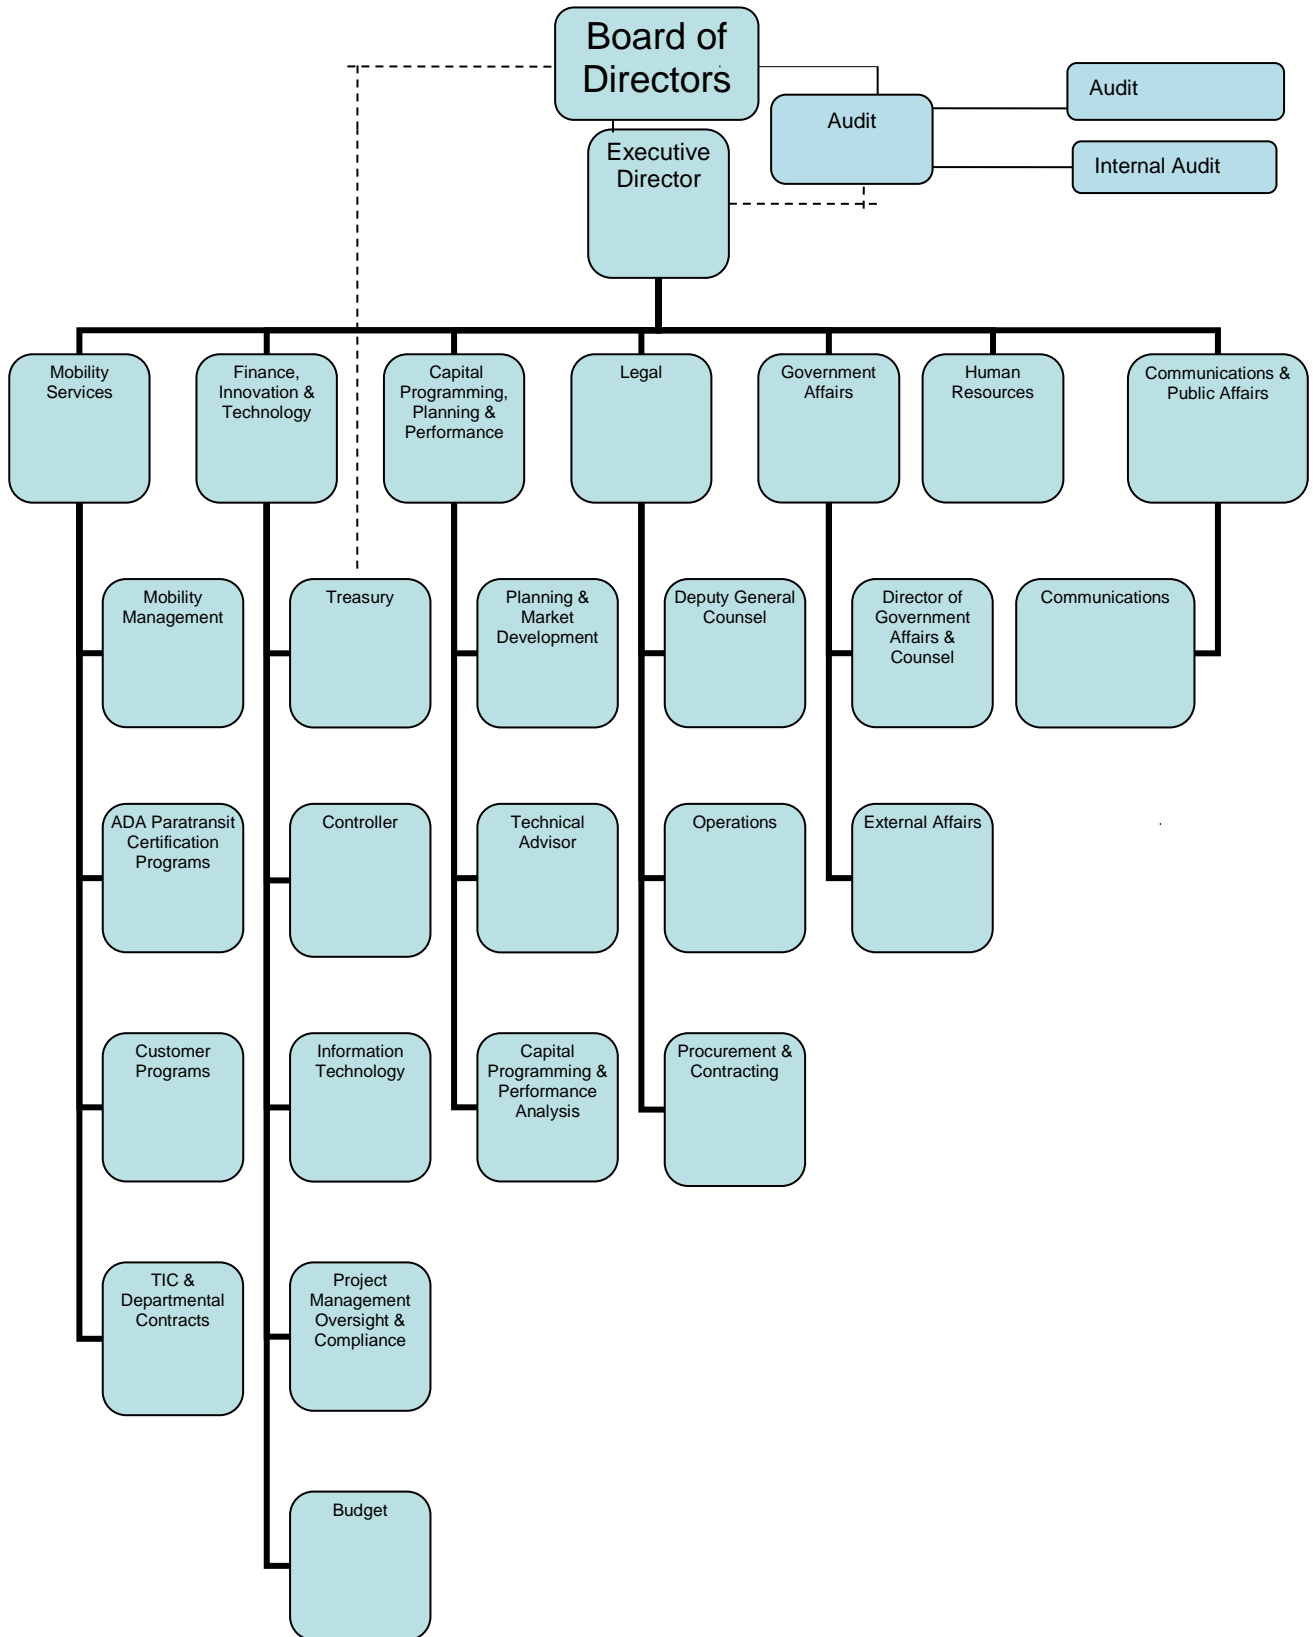 Board of
Directors
Audit
Audit
Internal Audit
Executive
Director
Mobility
Services
Finance,
Innovation &
Technology
Capital
Programming,
Planning &
Performance
Legal
Government
Affairs
Human
Resources
Communications &
Public Affairs
Mobility
Management
Treasury
Planning &
Market
Development
Deputy General
Counsel
Director of
Government
Affairs &
Counsel
Communications
ADA Paratransit
Certification
Programs
Controller
Technical
Advisor
Operations
External Affairs
Customer
Programs
Information
Technology
Capital
Programming &
Performance
Analysis
Procurement &
Contracting
TIC &
Departmental
Contracts
Project
Management
Oversight &
Compliance
Budget